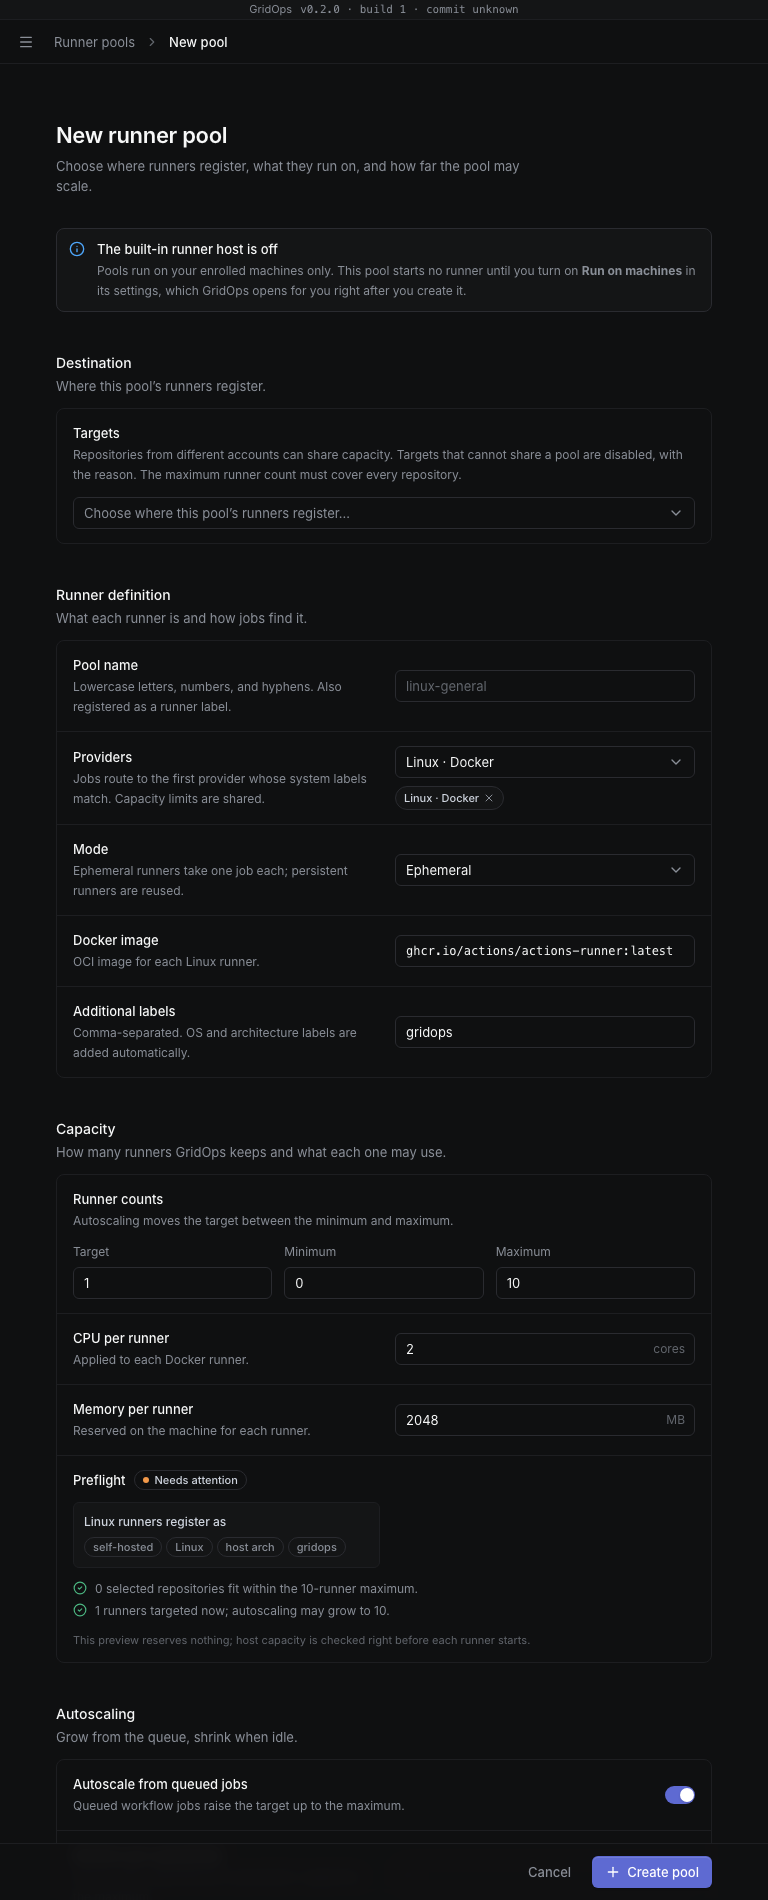 GridOps v0.2.0 · build 1 · commit unknown
Runner pools > New pool
New runner pool
Choose where runners register, what they run on, and how far the pool may
scale.
The built-in runner host is off
Pools run on your enrolled machines only. This pool starts no runner until you turn on Run on machines in
its settings, which GridOps opens for you right after you create it.
Destination
Where this pool's runners register.
Targets
Repositories from different accounts can share capacity. Targets that cannot share a pool are disabled, with
the reason. The maximum runner count must cover every repository.
Choose where this pool's runners register...
Runner definition
What each runner is and how jobs find it.
Pool name
Lowercase letters, numbers, and hyphens. Also
registered as a runner label.
linux-general
Providers
Jobs route to the first provider whose system labels
match. Capacity limits are shared.
Linux · Docker
Linux · Docker
Mode
Ephemeral runners take one job each; persistent
runners are reused.
Ephemeral
Docker image
OCI image for each Linux runner.
ghcr.io/actions/actions-runner:latest
Additional labels
Comma-separated. OS and architecture labels are
added automatically.
gridops
Capacity
How many runners GridOps keeps and what each one may use.
Runner counts
Autoscaling moves the target between the minimum and maximum.
Target Minimum Maximum
1 0 10
CPU per runner
Applied to each Docker runner.
2 cores
Memory per runner
Reserved on the machine for each runner.
2048 MB
Preflight Needs attention
Linux runners register as
self-hosted Linux host arch gridops
0 selected repositories fit within the 10-runner maximum.
1 runners targeted now; autoscaling may grow to 10.
This preview reserves nothing; host capacity is checked right before each runner starts.
Autoscaling
Grow from the queue, shrink when idle.
Autoscale from queued jobs
Queued workflow jobs raise the target up to the maximum.
Cancel + Create pool